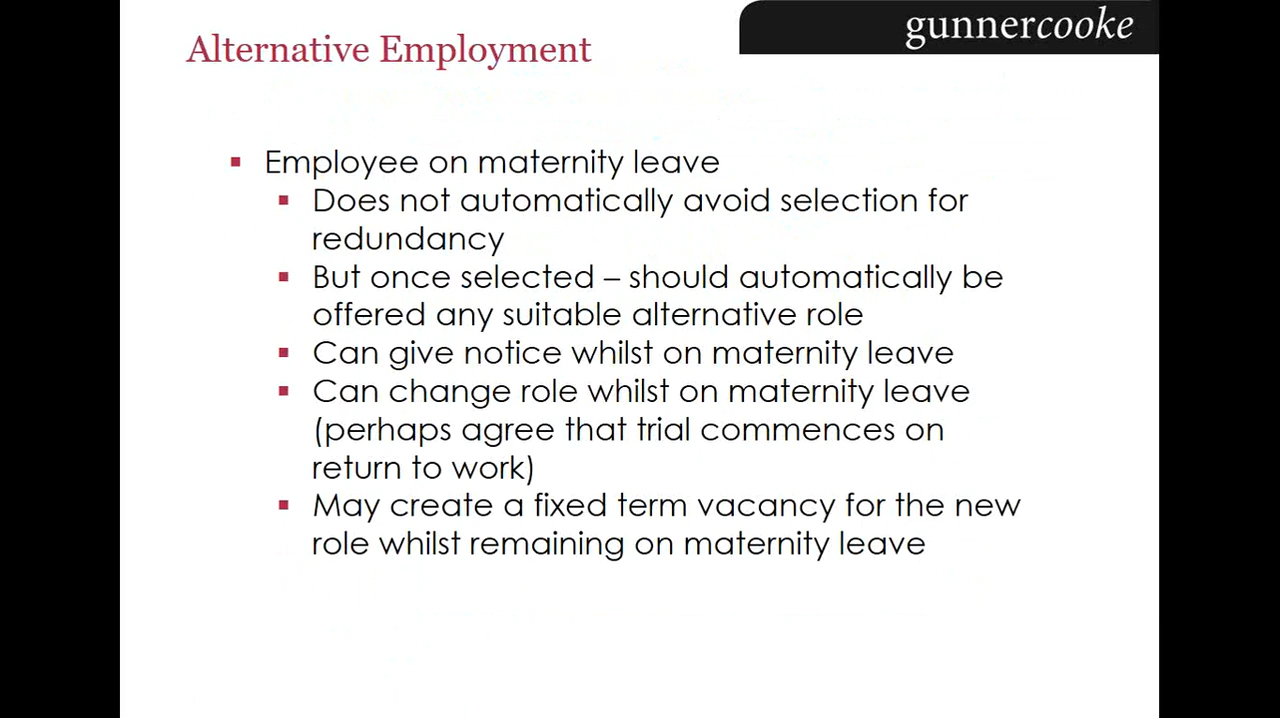 gunnercooke
Alternative Employment
Employee on maternity leave
Does not automatically avoid selection for
redundancy
But once selected – should automatically be
offered any suitable alternative role
Can give notice whilst on maternity leave
Can change role whilst on maternity leave
(perhaps agree that trial commences on
return to work)
May create a fixed term vacancy for the new
role whilst remaining on maternity leave